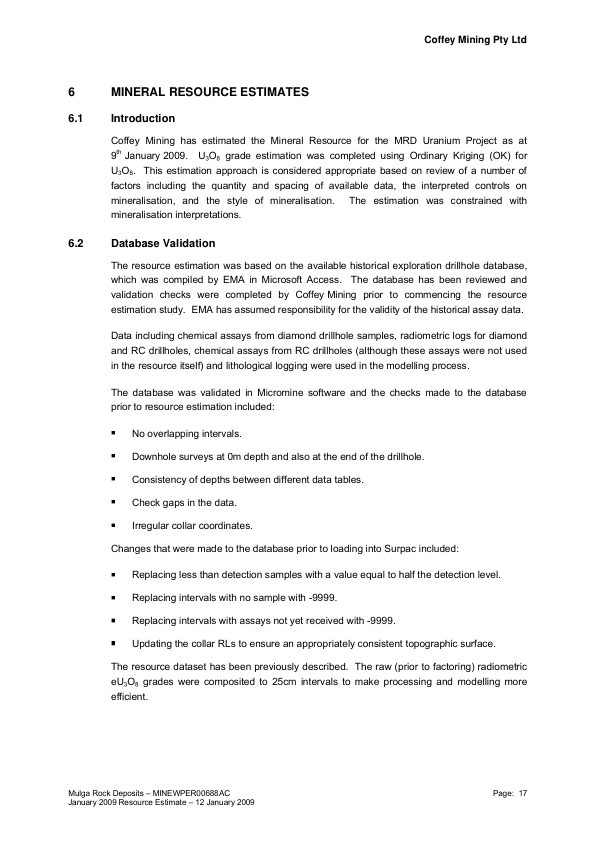 Coffey Mining Pty Ltd
6 MINERAL RESOURCE ESTIMATES
6.1 Introduction
Coffey Mining has estimated the Mineral Resource for the MRD Uranium Project as at
9th January 2009. U3O8 grade estimation was completed using Ordinary Kriging (OK) for
U3O8. This estimation approach is considered appropriate based on review of a number of
factors including the quantity and spacing of available data, the interpreted controls on
mineralisation, and the style of mineralisation. The estimation was constrained with
mineralisation interpretations.
6.2 Database Validation
The resource estimation was based on the available historical exploration drillhole database,
which was compiled by EMA in Microsoft Access. The database has been reviewed and
validation checks were completed by Coffey Mining prior to commencing the resource
estimation study. EMA has assumed responsibility for the validity of the historical assay data.
Data including chemical assays from diamond drillhole samples, radiometric logs for diamond
and RC drillholes, chemical assays from RC drillholes (although these assays were not used
in the resource itself) and lithological logging were used in the modelling process.
The database was validated in Micromine software and the checks made to the database
prior to resource estimation included:
▪ No overlapping intervals.
▪ Downhole surveys at 0m depth and also at the end of the drillhole.
▪ Consistency of depths between different data tables.
▪ Check gaps in the data.
▪ Irregular collar coordinates.
Changes that were made to the database prior to loading into Surpac included:
▪ Replacing less than detection samples with a value equal to half the detection level.
▪ Replacing intervals with no sample with -9999.
▪ Replacing intervals with assays not yet received with -9999.
▪ Updating the collar RLs to ensure an appropriately consistent topographic surface.
The resource dataset has been previously described. The raw (prior to factoring) radiometric
eU3O8 grades were composited to 25cm intervals to make processing and modelling more
efficient.
Mulga Rock Deposits – MINEWPER00688AC Page: 17
January 2009 Resource Estimate – 12 January 2009